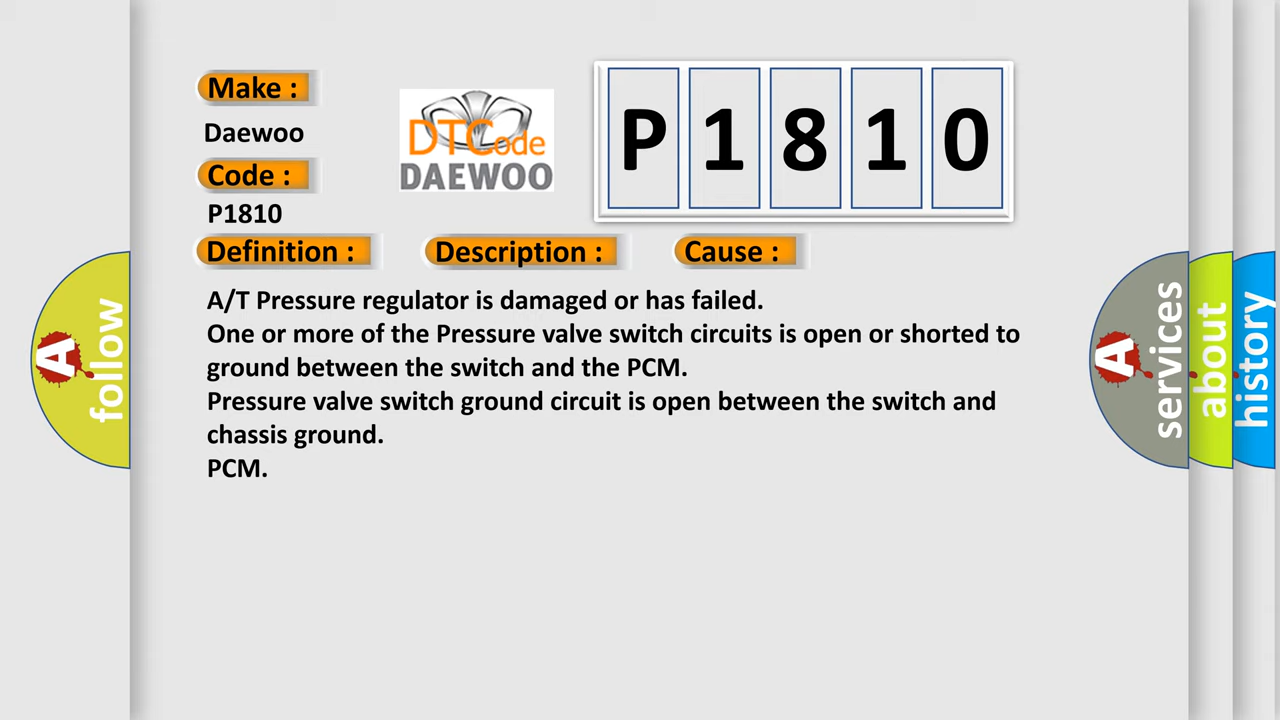 Make :
Daewoo
Code :
P1810
DTCode
DAEWOO
P 1 8 1 0
Definition :
Description :
Cause :
A/T Pressure regulator is damaged or has failed.
One or more of the Pressure valve switch circuits is open or shorted to
ground between the switch and the PCM.
Pressure valve switch ground circuit is open between the switch and
chassis ground.
PCM.
A follow
A services
about
history